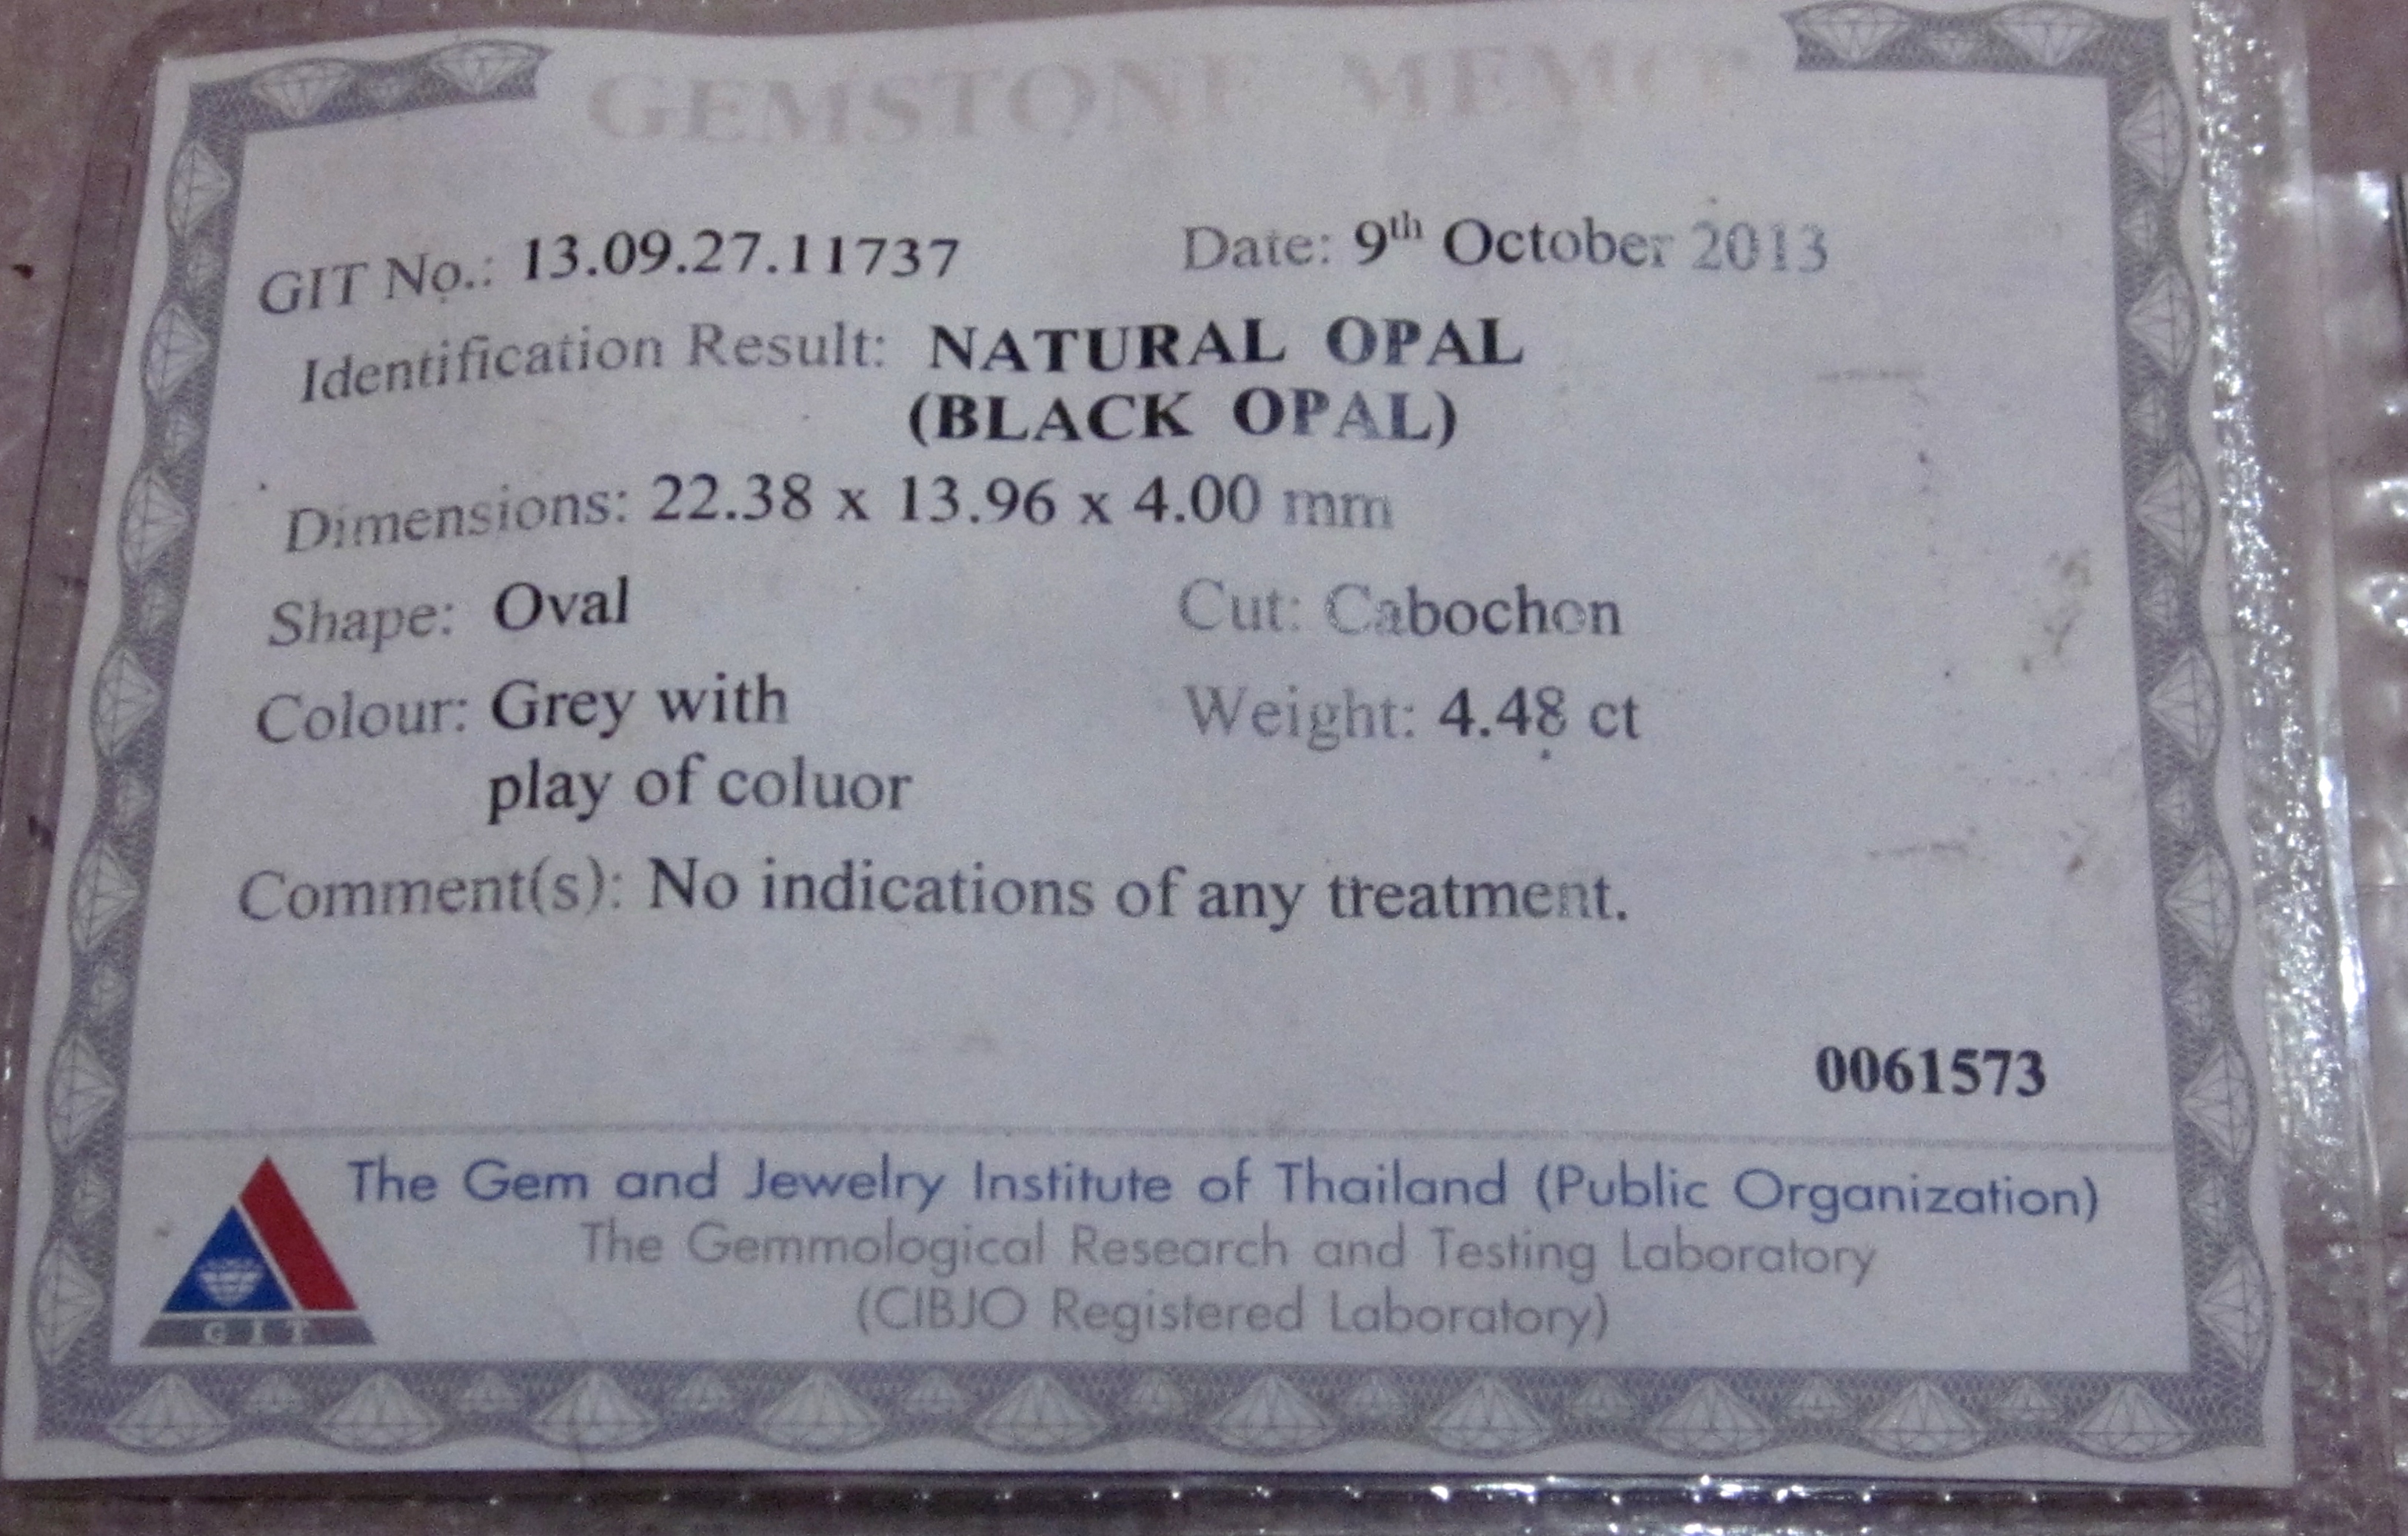 GEMSTONE MEMO
GIT No.: 13.09.27.11737 Date: 9th October 2013
Identification Result: NATURAL OPAL
(BLACK OPAL)
Dimensions: 22.38 x 13.96 x 4.00 mm
Shape: Oval Cut: Cabochon
Colour: Grey with Weight: 4.48 ct
play of coluor
Comment(s): No indications of any treatment.
0061573
The Gem and Jewelry Institute of Thailand (Public Organization)
The Gemmological Research and Testing Laboratory
(CIBJO Registered Laboratory)
GIT